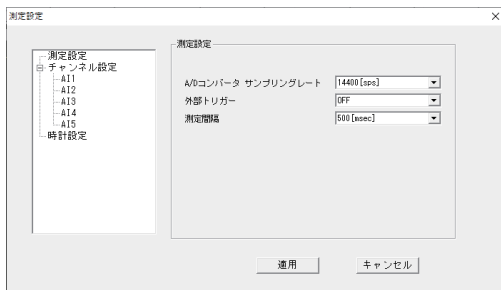 測定設定
測定設定
チャンネル設定
AI1
AI2
AI3
AI4
AI5
時計設定
測定設定
A/Dコンバータ サンプリングレート 14400[sps]
外部トリガー OFF
測定間隔 500[msec]
適用 キャンセル